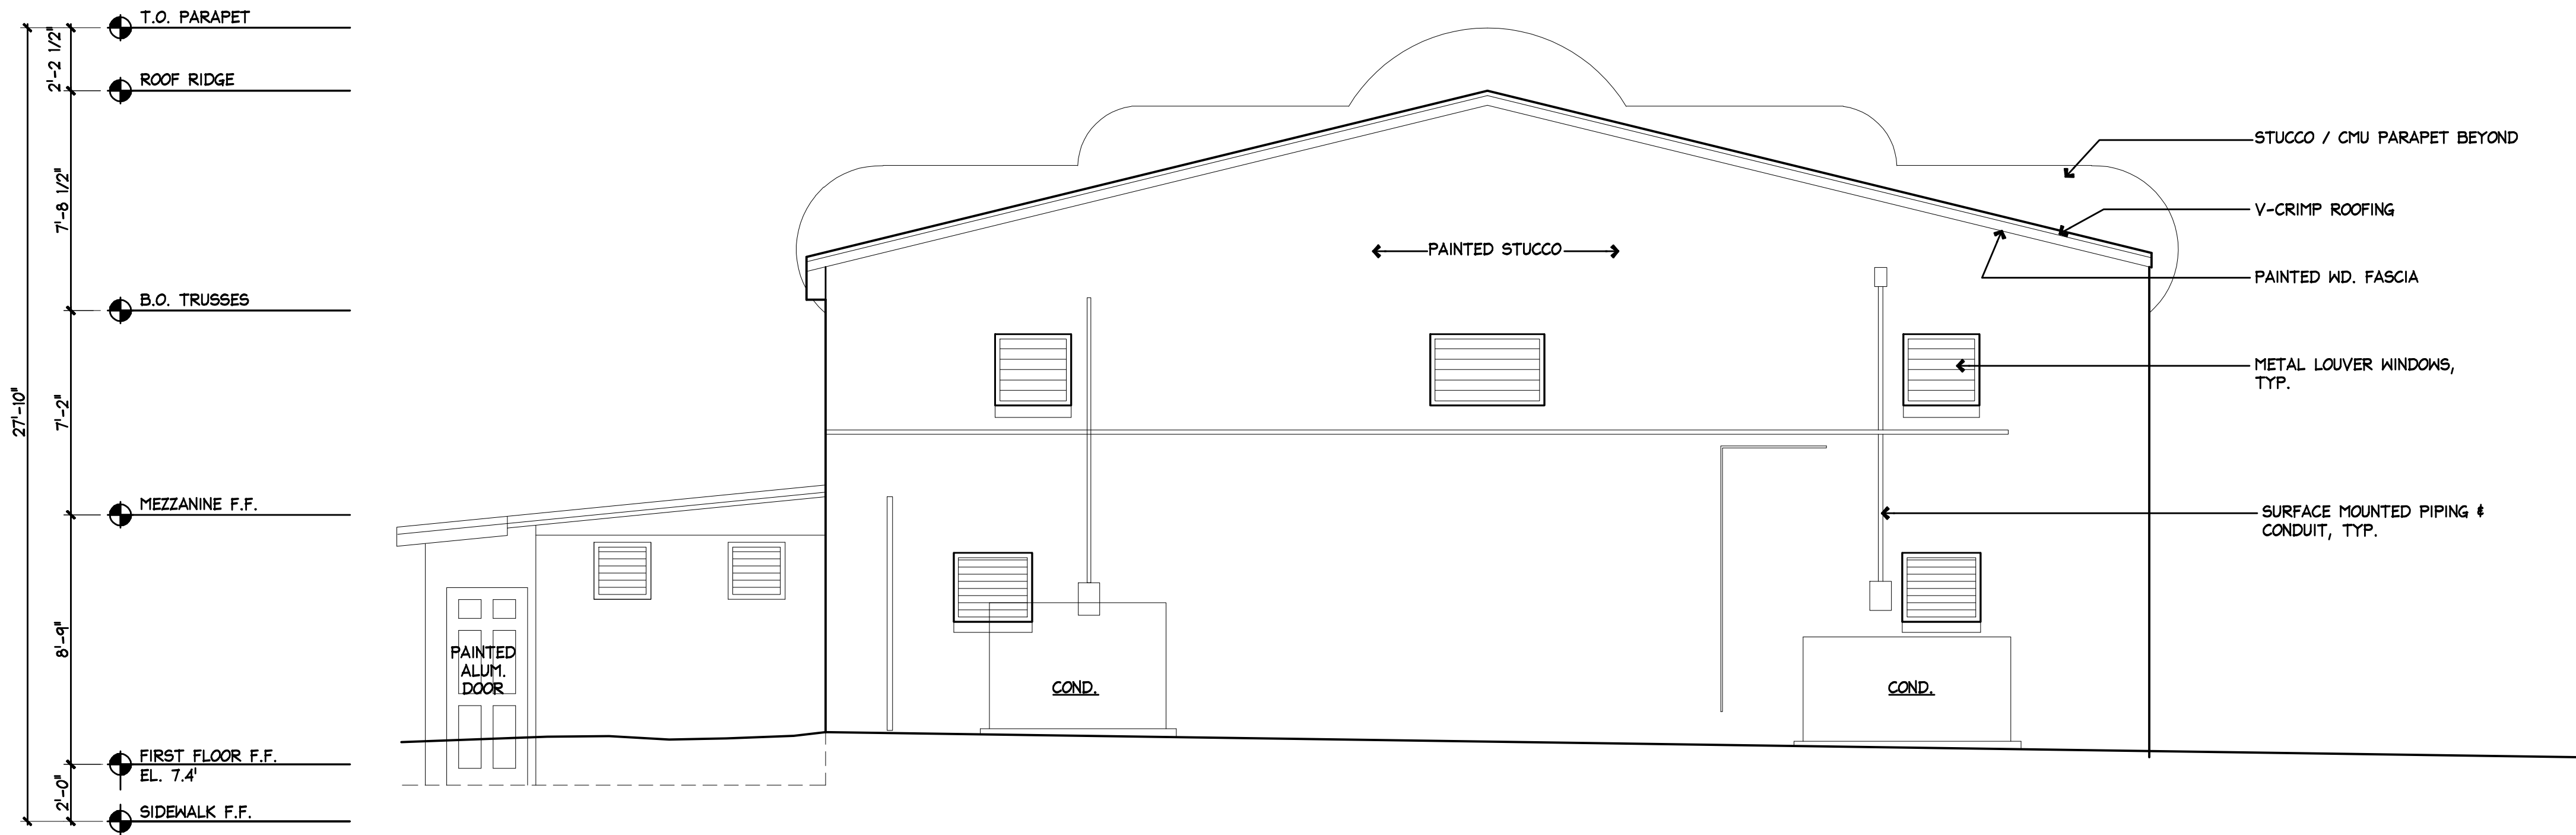 T.O. PARAPET
2'-2 1/2"
ROOF RIDGE
7'-8 1/2"
B.O. TRUSSES
7'-2"
27'-10"
MEZZANINE F.F.
8'-9"
FIRST FLOOR F.F.
EL. 7.4'
2'-0"
SIDEWALK F.F.
PAINTED STUCCO
PAINTED
ALUM.
DOOR
COND.
COND.
STUCCO / CMU PARAPET BEYOND
V-CRIMP ROOFING
PAINTED WD. FASCIA
METAL LOUVER WINDOWS,
TYP.
SURFACE MOUNTED PIPING &
CONDUIT, TYP.